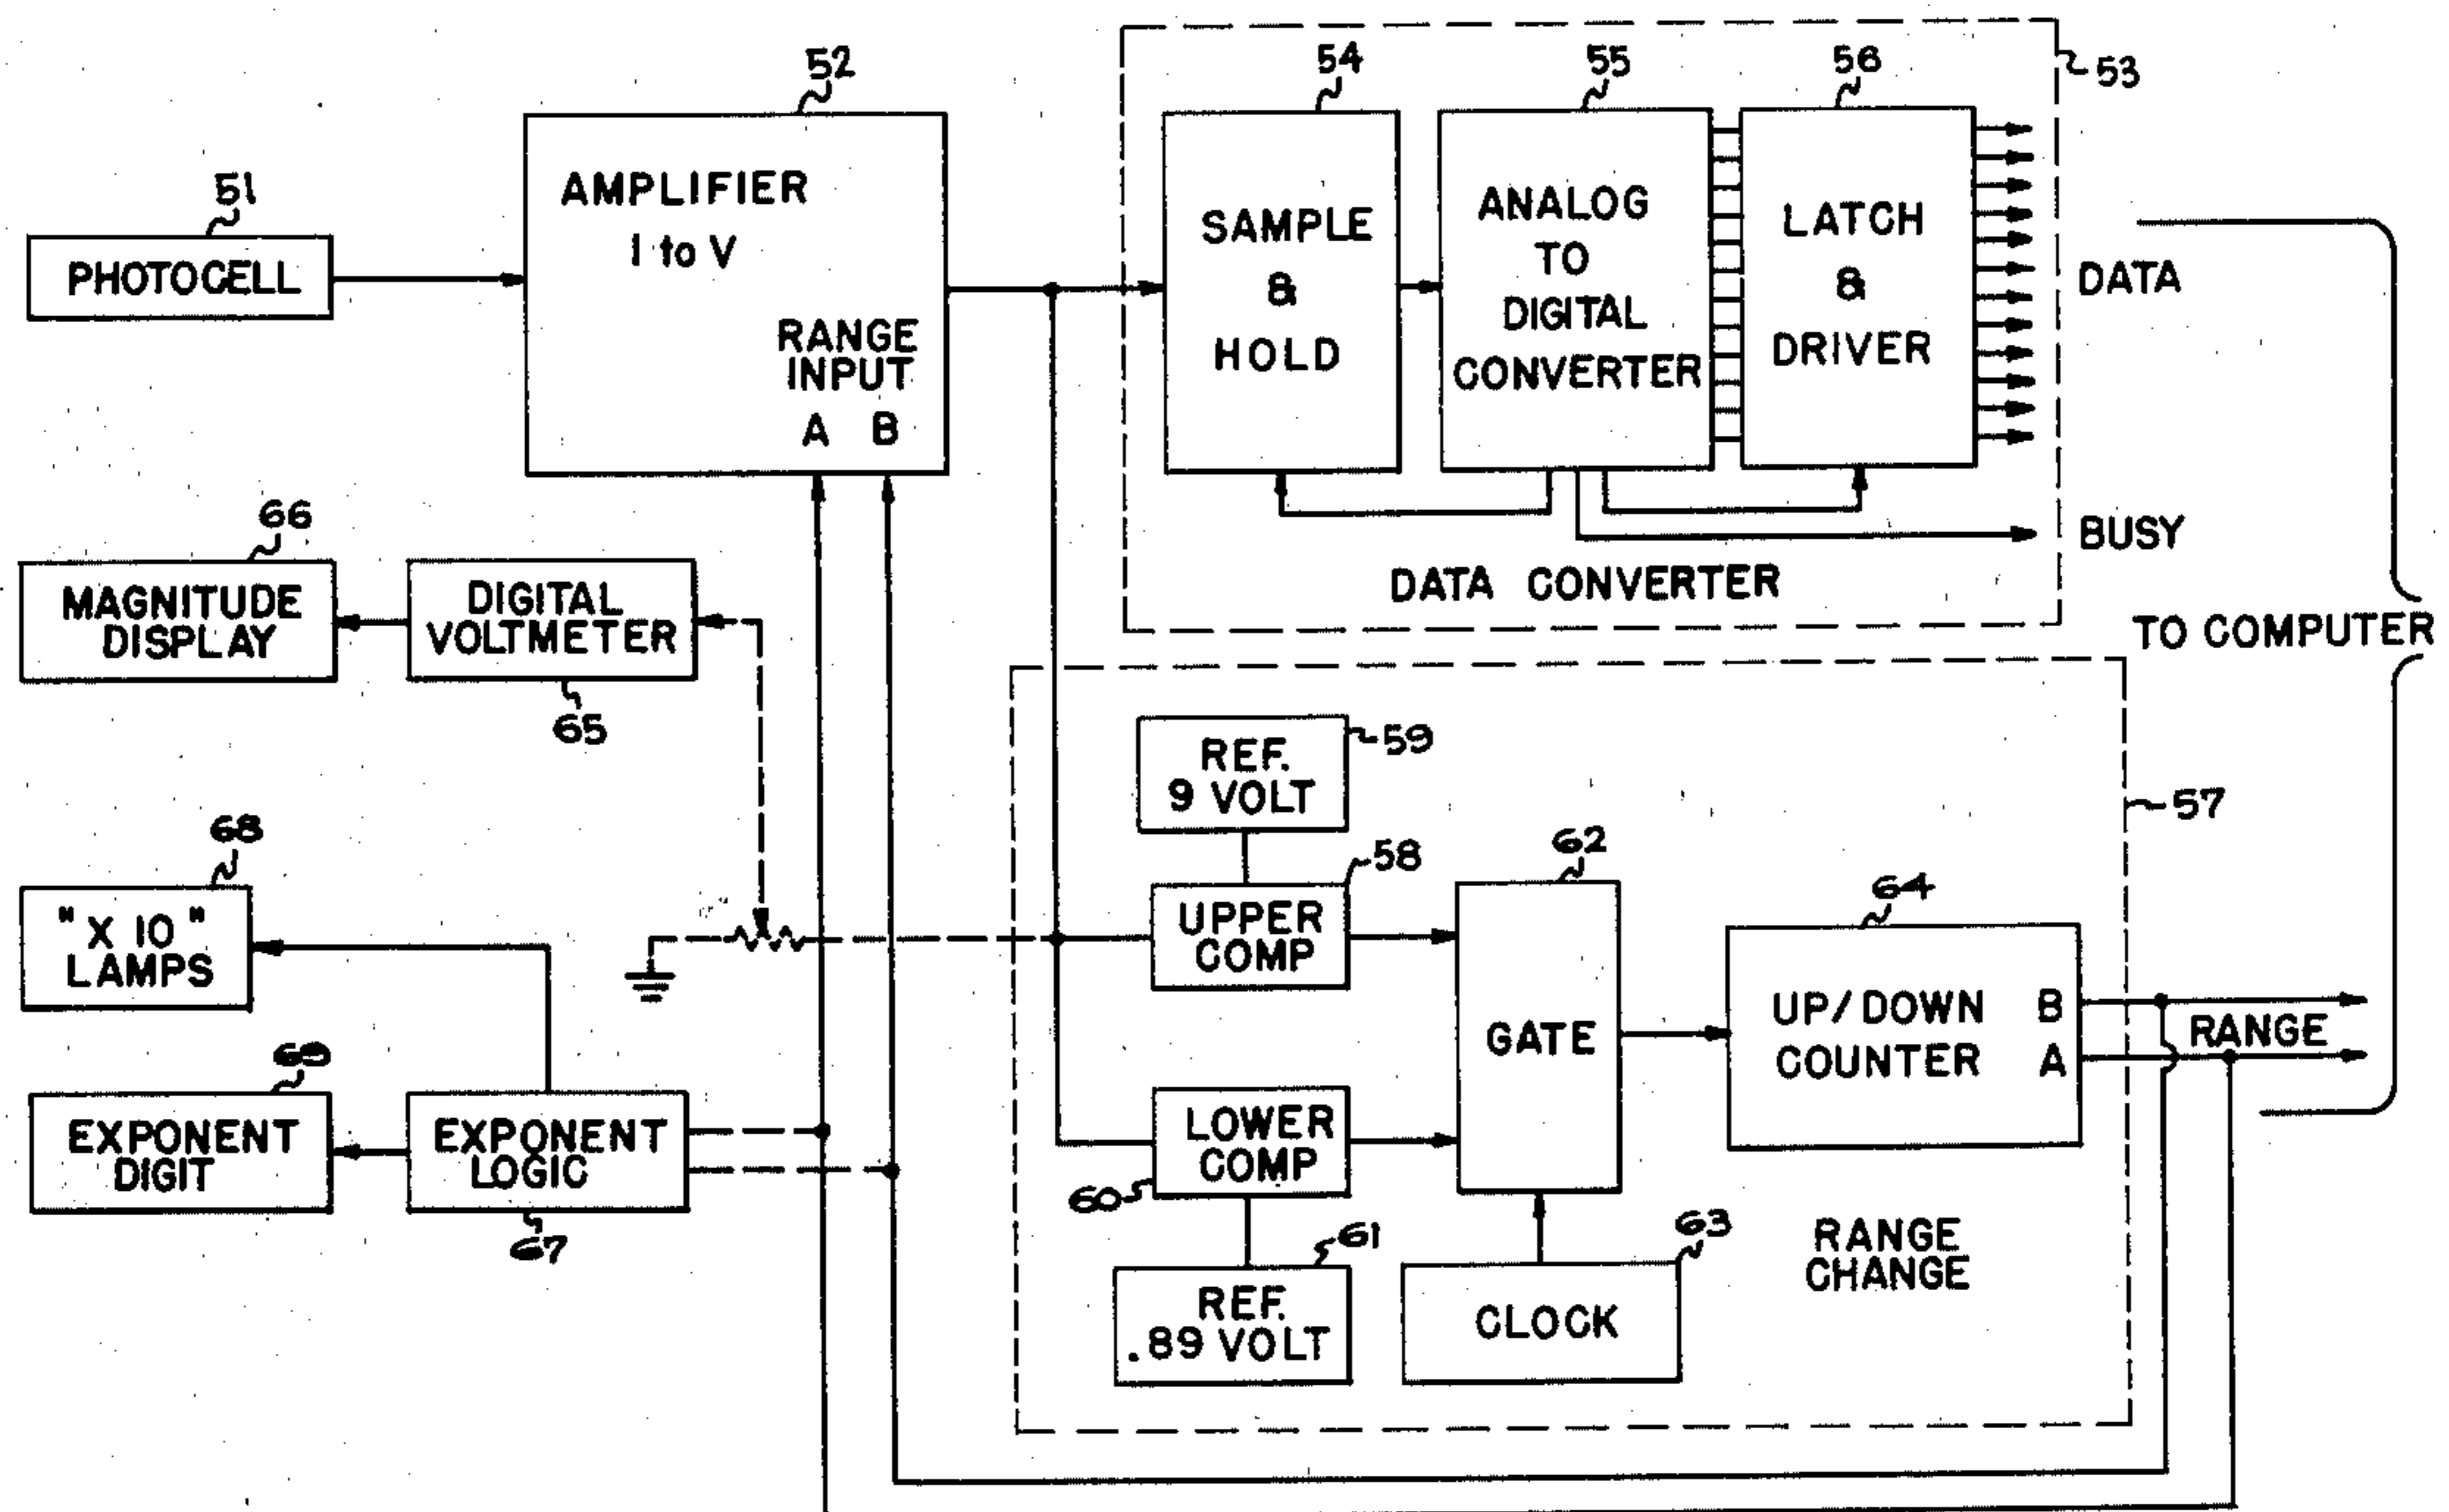 52
54
55
56
53
51
AMPLIFIER
I to V
PHOTOCELL
RANGE
INPUT
A B
SAMPLE
&
HOLD
ANALOG
TO
DIGITAL
CONVERTER
LATCH
&
DRIVER
DATA
BUSY
DATA CONVERTER
TO COMPUTER
66
MAGNITUDE
DISPLAY
DIGITAL
VOLTMETER
65
REF.
9 VOLT
59
57
68
" X 10 "
LAMPS
58
UPPER
COMP
62
GATE
64
UP/DOWN
COUNTER
B
A
RANGE
69
EXPONENT
DIGIT
EXPONENT
LOGIC
67
LOWER
COMP
60
61
REF.
.89 VOLT
63
CLOCK
RANGE
CHANGE